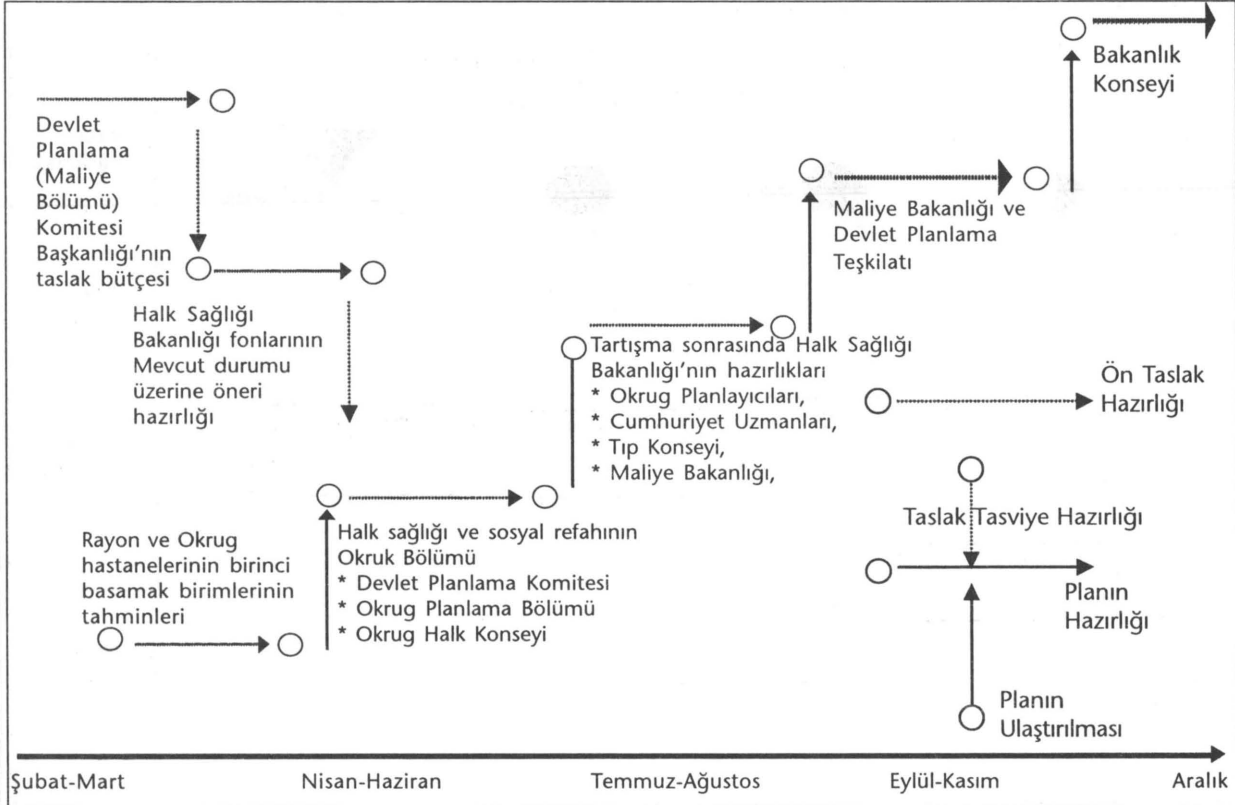 Bakanlık
Konseyi
Devlet
Planlama
(Maliye
Bölümü)
Komitesi
Başkanlığı'nın
taslak bütçesi
Maliye Bakanlığı ve
Devlet Planlama
Teşkilatı
Halk Sağlığı
Bakanlığı fonlarının
Mevcut durumu
üzerine öneri
hazırlığı
Tartışma sonrasında Halk Sağlığı
Bakanlığı'nın hazırlıkları
* Okrug Planlayıcıları,
* Cumhuriyet Uzmanları,
* Tıp Konseyi,
* Maliye Bakanlığı,
Ön Taslak
Hazırlığı
Taslak Tasviye Hazırlığı
Rayon ve Okrug
hastanelerinin birinci
basamak birimlerinin
tahminleri
Halk sağlığı ve sosyal refahının
Okruk Bölümü
* Devlet Planlama Komitesi
* Okrug Planlama Bölümü
* Okrug Halk Konseyi
Planın
Hazırlığı
Planın
Ulaştırılması
Şubat-Mart Nisan-Haziran Temmuz-Ağustos Eylül-Kasım Aralık